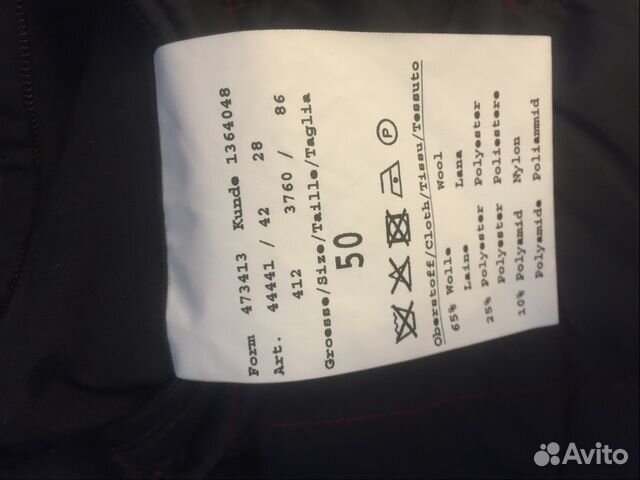 Form 473413 Kunde 1364048
Art. 44441 / 42 28
412 3760 / 86
Groesse/Size/Taille/Taglia
50
P
Oberstoff/Cloth/Tissu/Tessuto
65% Wolle Wool
Laine Lana
25% Polyester Polyester
Polyester Poliestere
10% Polyamid Nylon
Polyamide Poliammid
Avito